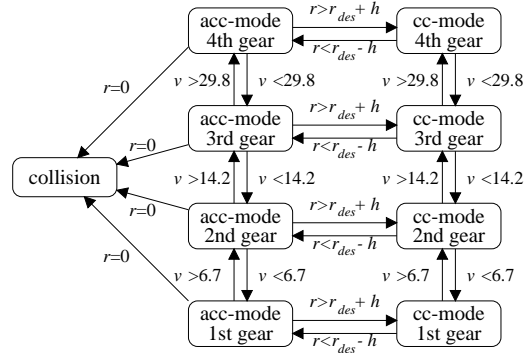 acc-mode
4th gear
r>r_des + h
r<r_des - h
cc-mode
4th gear
r=0
v >29.8
v <29.8
v >29.8
v <29.8
acc-mode
3rd gear
r>r_des + h
r<r_des - h
cc-mode
3rd gear
r=0
collision
v >14.2
v <14.2
v >14.2
v <14.2
r=0
acc-mode
2nd gear
r>r_des + h
r<r_des - h
cc-mode
2nd gear
r=0
v >6.7
v <6.7
v >6.7
v <6.7
acc-mode
1st gear
r>r_des + h
r<r_des - h
cc-mode
1st gear